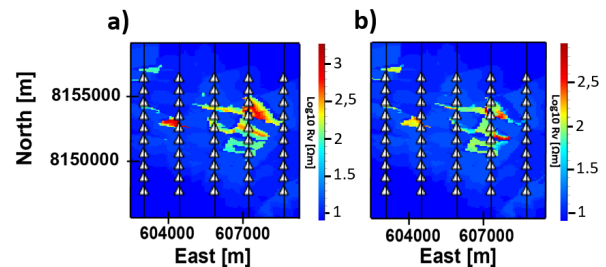 a)
b)
North [m]
8155000
8150000
604000
607000
East [m]
3
2,5
2
1.5
1
Log10 Rv [Ωm]
604000
607000
East [m]
2,5
2
1.5
1
Log10 Rv [Ωm]